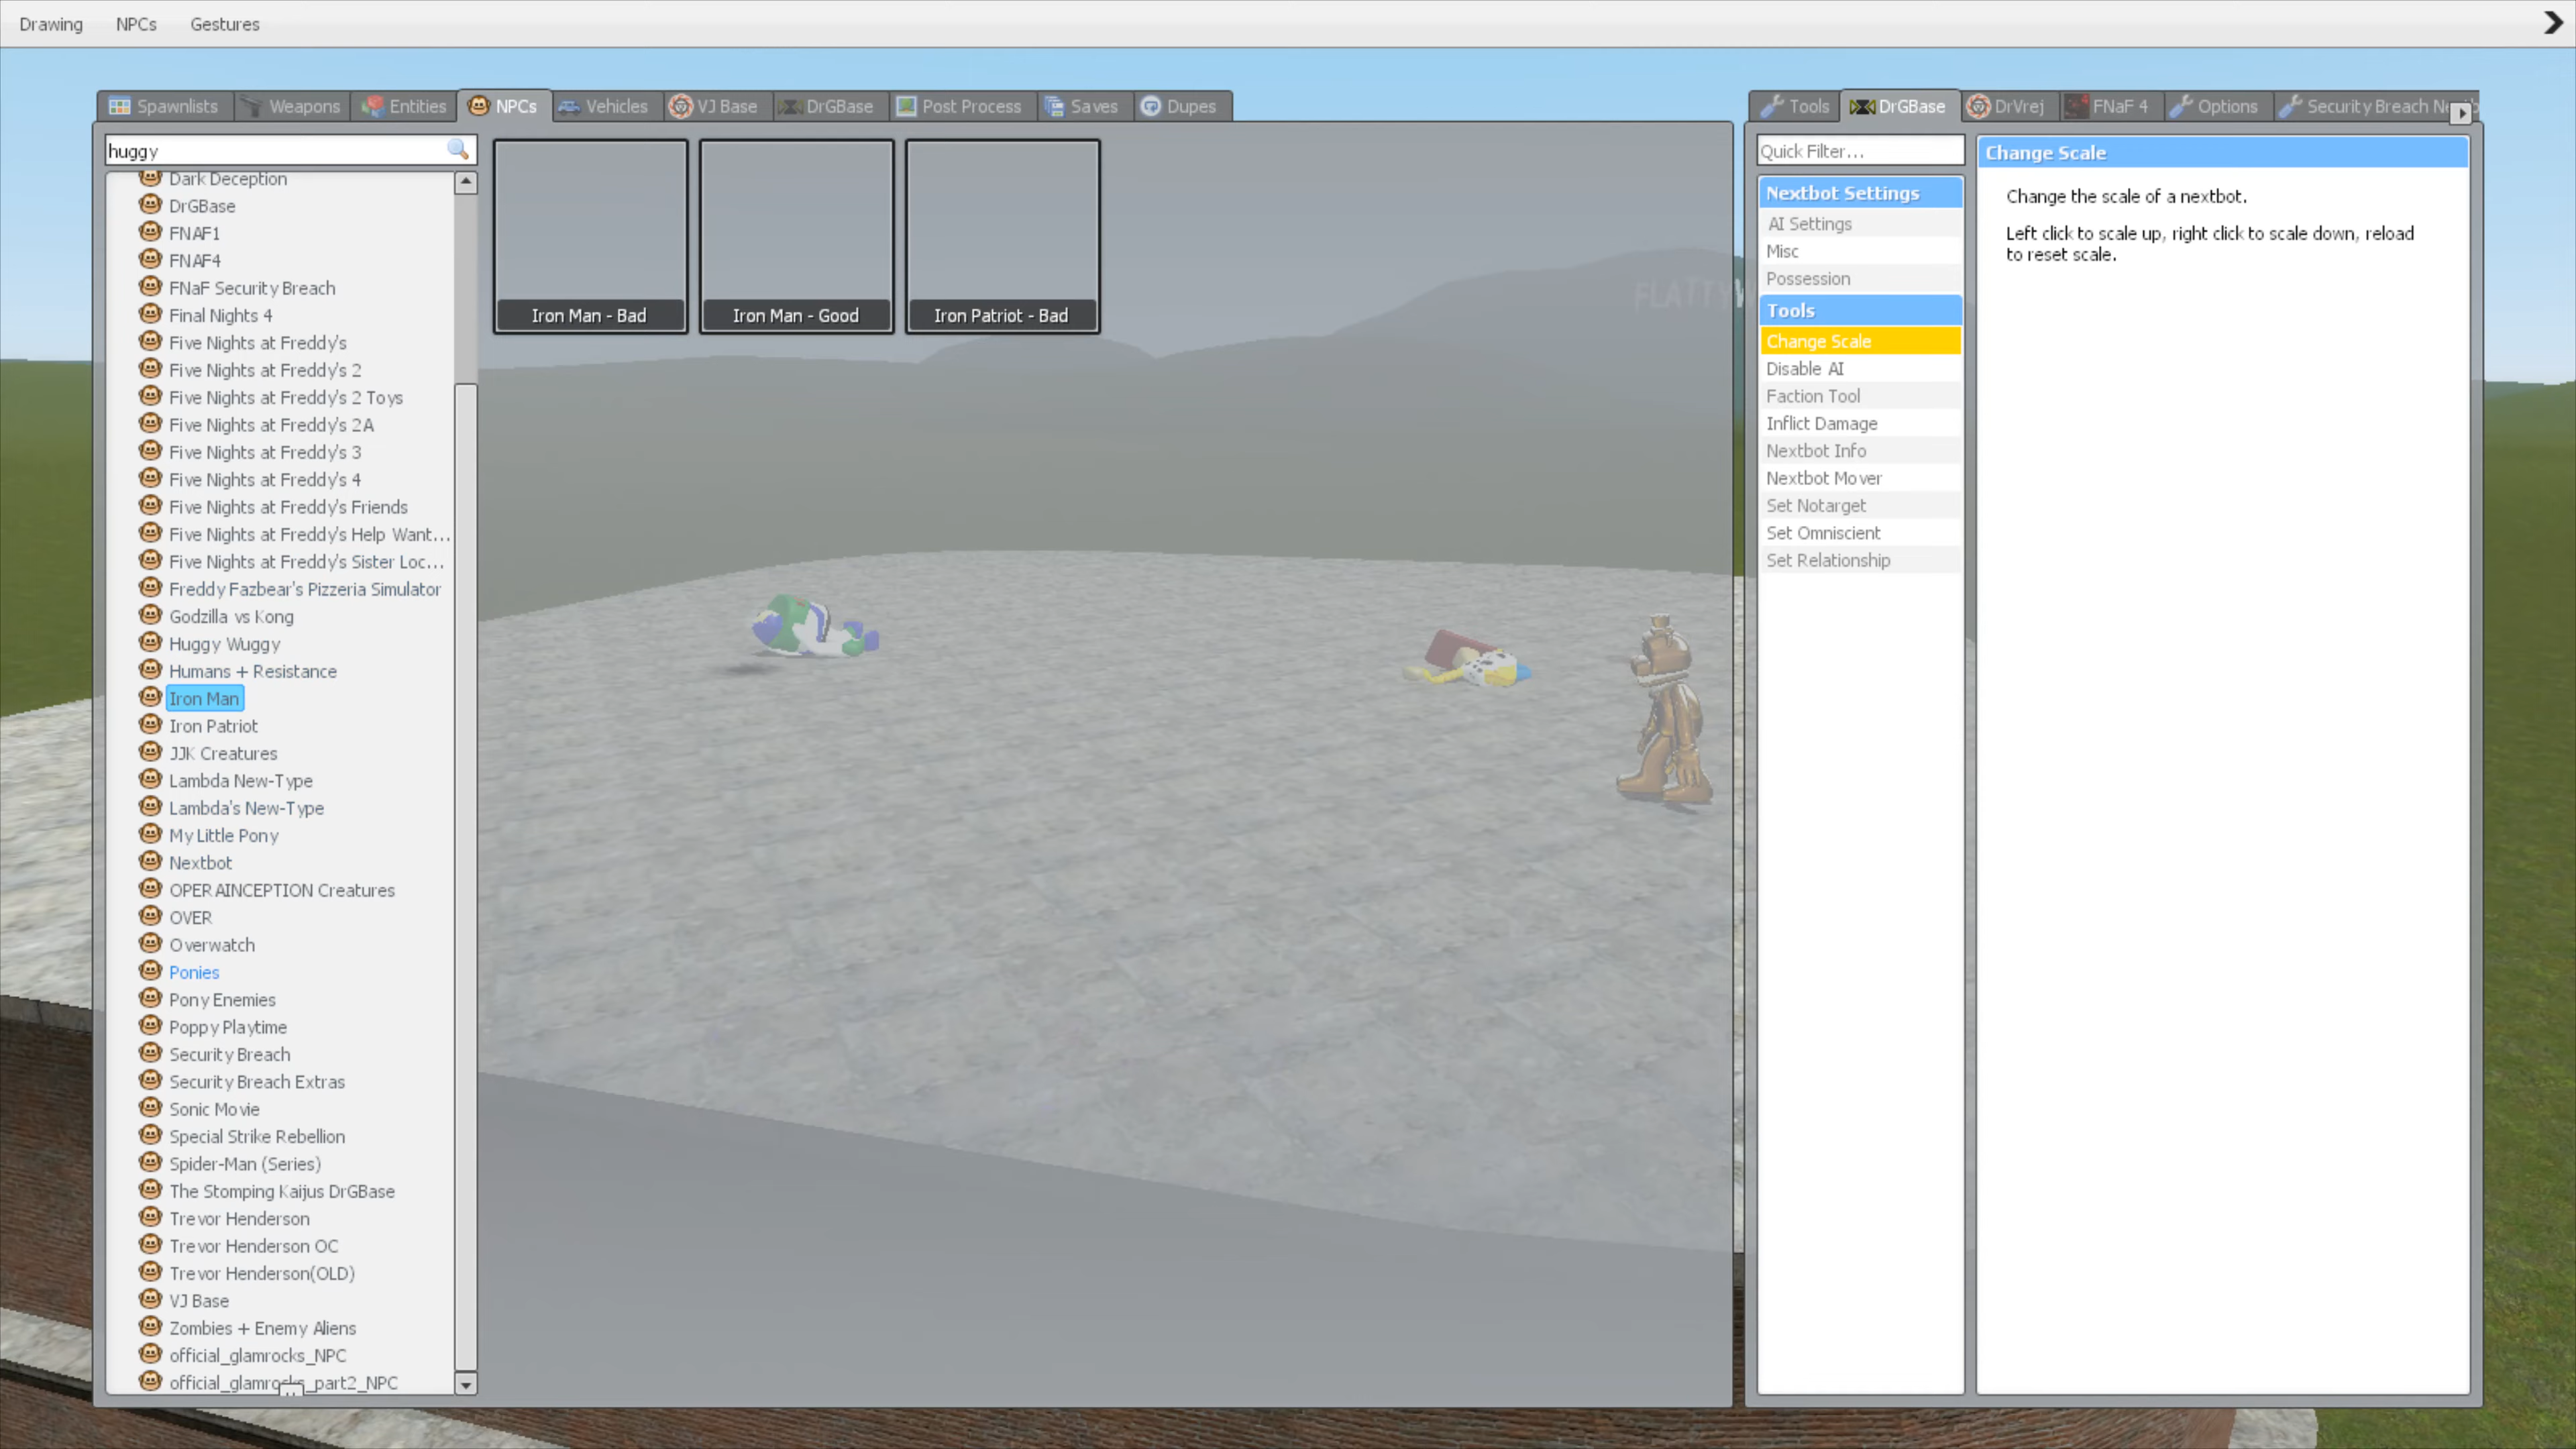 Drawing NPCs Gestures
Spawnlists Weapons Entities NPCs Vehicles VJ Base DrGBase Post Process Saves Dupes
huggy
Dark Deception
DrGBase
FNAF1
FNAF4
FNaF Security Breach
Final Nights 4
Five Nights at Freddy's
Five Nights at Freddy's 2
Five Nights at Freddy's 2 Toys
Five Nights at Freddy's 2A
Five Nights at Freddy's 3
Five Nights at Freddy's 4
Five Nights at Freddy's Friends
Five Nights at Freddy's Help Want...
Five Nights at Freddy's Sister Loc...
Freddy Fazbear's Pizzeria Simulator
Godzilla vs Kong
Huggy Wuggy
Humans + Resistance
Iron Man
Iron Patriot
JJK Creatures
Lambda New-Type
Lambda's New-Type
My Little Pony
Nextbot
OPERAINCEPTION Creatures
OVER
Overwatch
Ponies
Pony Enemies
Poppy Playtime
Security Breach
Security Breach Extras
Sonic Movie
Special Strike Rebellion
Spider-Man (Series)
The Stomping Kaijus DrGBase
Trevor Henderson
Trevor Henderson OC
Trevor Henderson(OLD)
VJ Base
Zombies + Enemy Aliens
official_glamrocks_NPC
official_glamrocks_part2_NPC
Iron Man - Bad
Iron Man - Good
Iron Patriot - Bad
Tools DrGBase DrVrej FNaF 4 Options Security Breach
Quick Filter...
Nextbot Settings
AI Settings
Misc
Possession
Tools
Change Scale
Disable AI
Faction Tool
Inflict Damage
Nextbot Info
Nextbot Mover
Set Notarget
Set Omniscient
Set Relationship
Change Scale
Change the scale of a nextbot.
Left click to scale up, right click to scale down, reload
to reset scale.